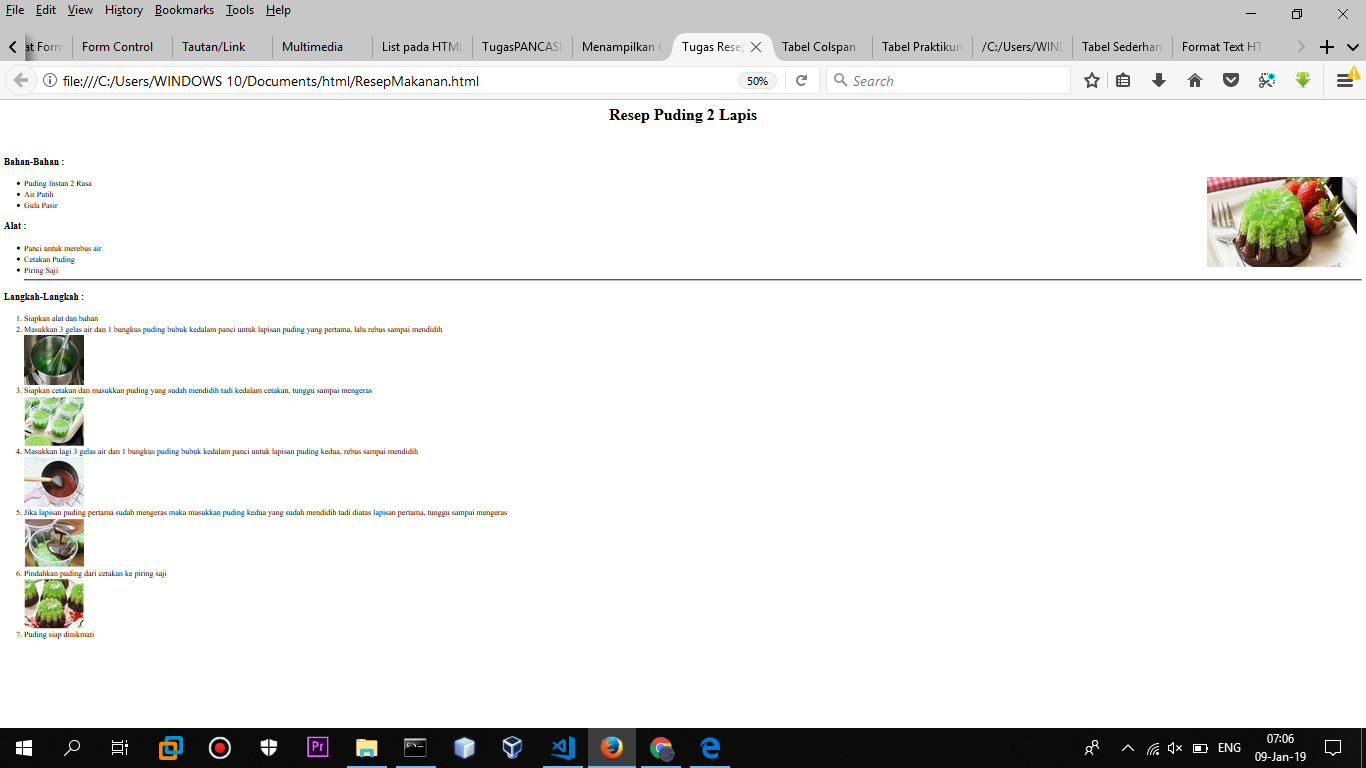 File Edit View History Bookmarks Tools Help
at Form
Form Control
Tautan/Link
Multimedia
List pada HTML
TugasPANCASI
Menampilkan
Tugas Rese
Tabel Colspan
Tabel Praktikum
/C:/Users/WIN
Tabel Sederhan
Format Text HT
file:///C:/Users/WINDOWS 10/Documents/html/ResepMakanan.html
50%
Search
Resep Puding 2 Lapis
Bahan-Bahan :
Puding Instan 2 Rasa
Air Putih
Gula Pasir
Alat :
Panci untuk merebus air
Cetakan Puding
Piring Saji
Langkah-Langkah :
1. Siapkan alat dan bahan
2. Masukkan 3 gelas air dan 1 bungkus puding bubuk kedalam panci untuk lapisan puding yang pertama, lalu rebus sampai mendidih
3. Siapkan cetakan dan masukkan puding yang sudah mendidih tadi kedalam cetakan, tunggu sampai mengeras
4. Masukkan lagi 3 gelas air dan 1 bungkus puding bubuk kedalam panci untuk lapisan puding kedua, rebus sampai mendidih
5. Jika lapisan puding pertama sudah mengeras maka masukkan puding kedua yang sudah mendidih tadi diatas lapisan pertama, tunggu sampai mengeras
6. Pindahkan puding dari cetakan ke piring saji
7. Puding siap dinikmati
Pr
ENG
07:06
09-Jan-19